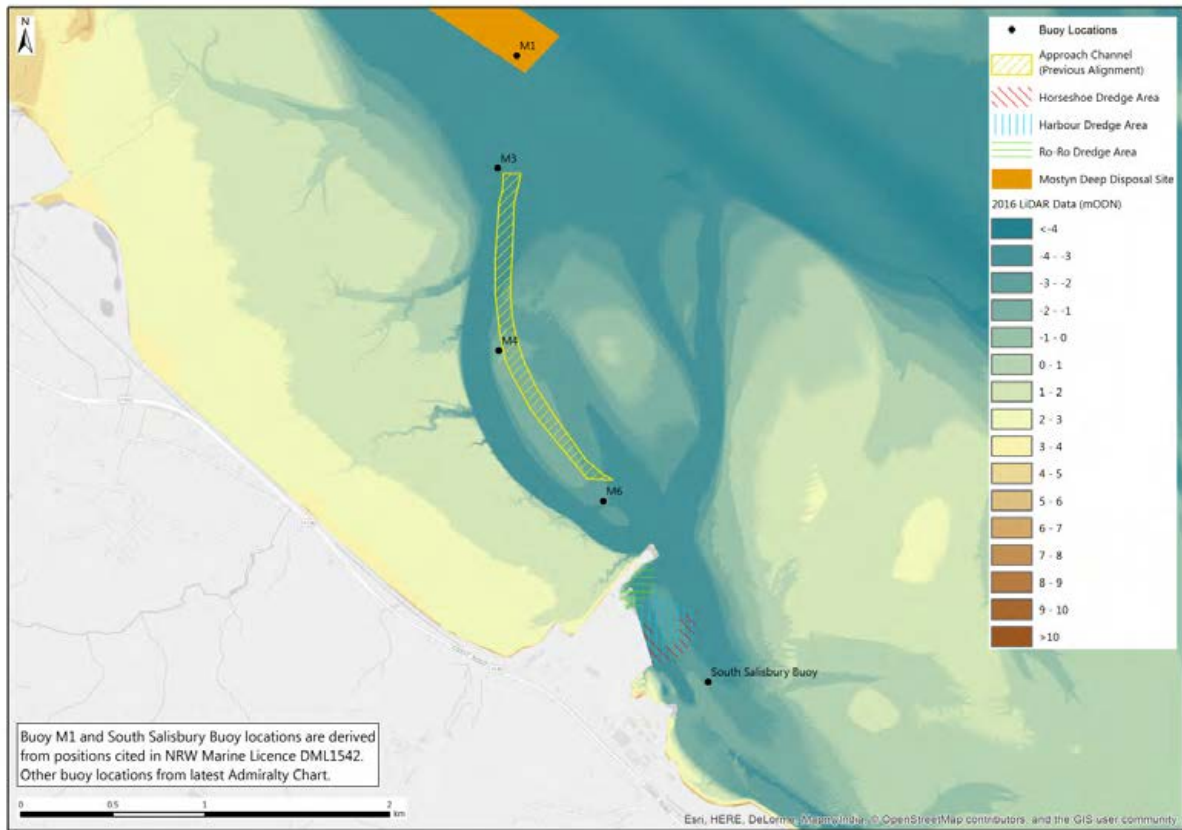 N
M1
M3
M4
M6
South Salisbury Buoy
Buoy Locations
Approach Channel
(Previous Alignment)
Horseshoe Dredge Area
Harbour Dredge Area
Ro-Ro Dredge Area
Mostyn Deep Disposal Site
2016 LiDAR Data (mODN)
<-4
-4 - -3
-3 - -2
-2 - -1
-1 - 0
0 - 1
1 - 2
2 - 3
3 - 4
4 - 5
5 - 6
6 - 7
7 - 8
8 - 9
9 - 10
>10
Buoy M1 and South Salisbury Buoy locations are derived
from positions cited in NRW Marine Licence DML1542.
Other buoy locations from latest Admiralty Chart.
0 0.5 1 2
km
Esri, HERE, DeLorme, MapmyIndia, © OpenStreetMap contributors, and the GIS user community